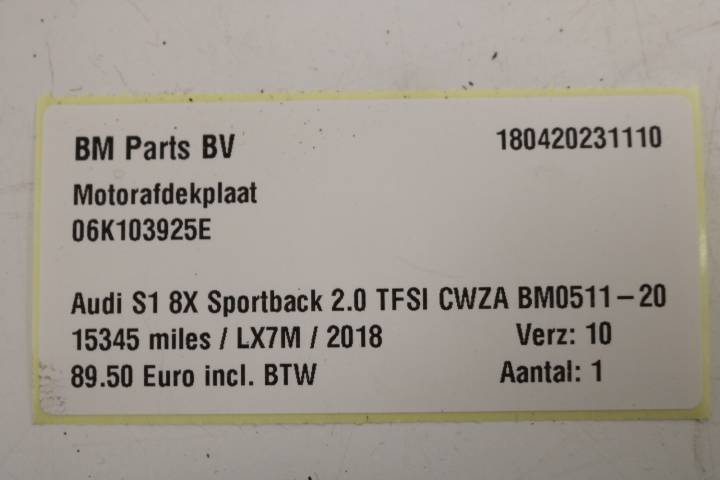 BM Parts BV 180420231110
Motorafdekplaat
06K103925E
Audi S1 8X Sportback 2.0 TFSI CWZA BM0511-20
15345 miles / LX7M / 2018 Verz: 10
89.50 Euro incl. BTW Aantal: 1